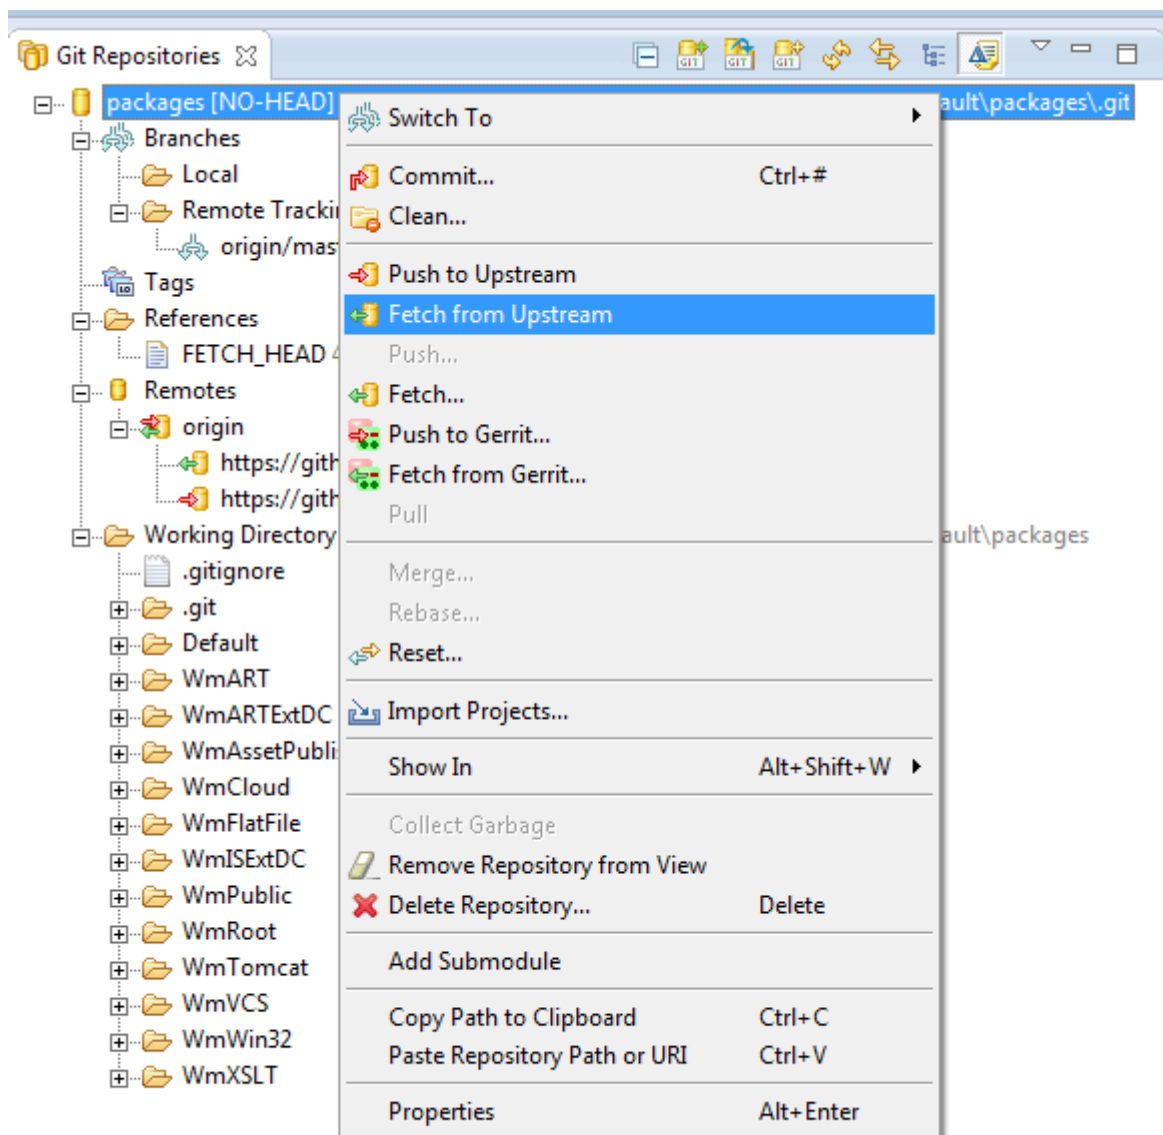 Git Repositories
packages [NO-HEAD] ault\packages\.git
Branches
Local
Remote Tracki
origin/mas
Tags
References
FETCH_HEAD 4
Remotes
origin
https://gith
https://gith
Working Directory ault\packages
.gitignore
.git
Default
WmART
WmARTExtDC
WmAssetPublis
WmCloud
WmFlatFile
WmISExtDC
WmPublic
WmRoot
WmTomcat
WmVCS
WmWin32
WmXSLT
Switch To
Commit... Ctrl+#
Clean...
Push to Upstream
Fetch from Upstream
Push...
Fetch...
Push to Gerrit...
Fetch from Gerrit...
Pull
Merge...
Rebase...
Reset...
Import Projects...
Show In Alt+Shift+W
Collect Garbage
Remove Repository from View
Delete Repository... Delete
Add Submodule
Copy Path to Clipboard Ctrl+C
Paste Repository Path or URI Ctrl+V
Properties Alt+Enter